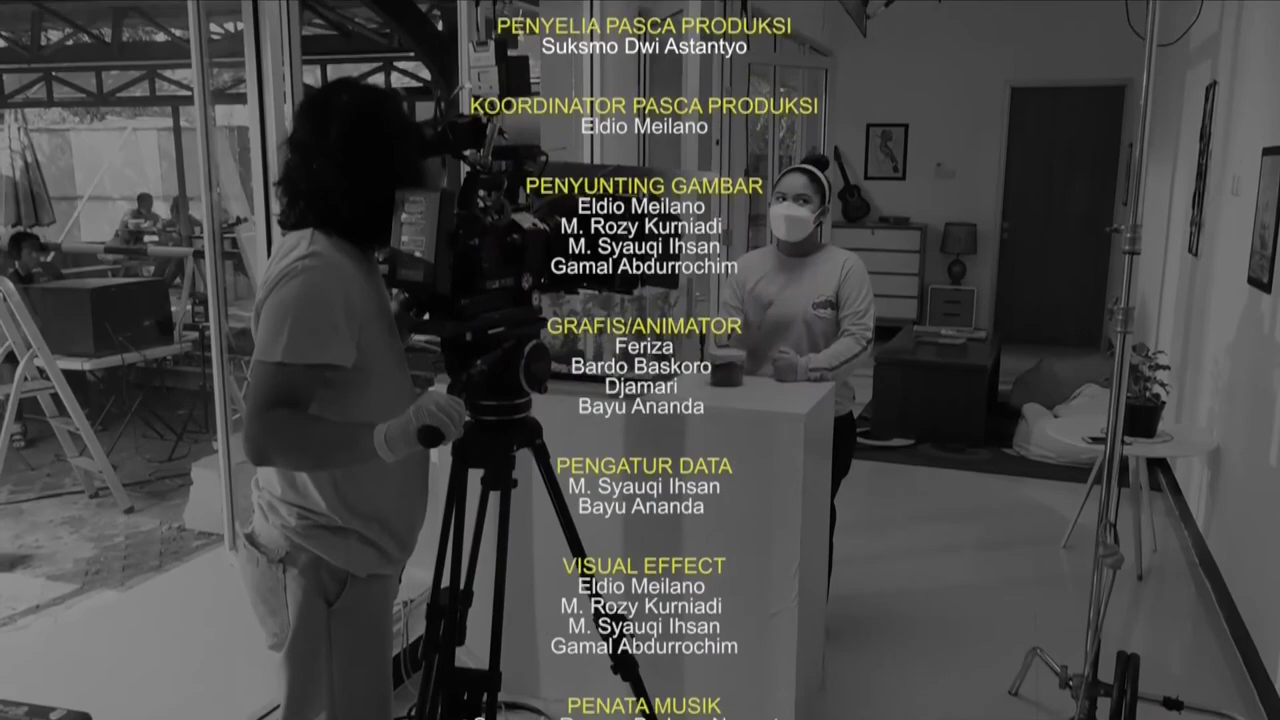 PENYELIA PASCA PRODUKSI
Suksmo Dwi Astantyo
KOORDINATOR PASCA PRODUKSI
Eldio Meilano
PENYUNTING GAMBAR
Eldio Meilano
M. Rozy Kurniadi
M. Syauqi Ihsan
Gamal Abdurrochim
GRAFIS/ANIMATOR
Feriza
Bardo Baskoro
Djamari
Bayu Ananda
PENGATUR DATA
M. Syauqi Ihsan
Bayu Ananda
VISUAL EFFECT
Eldio Meilano
M. Rozy Kurniadi
M. Syauqi Ihsan
Gamal Abdurrochim
PENATA MUSIK